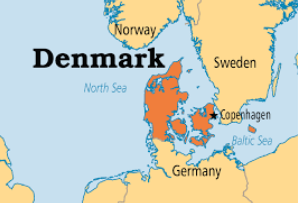 Norway
Denmark
Sweden
North Sea
Copenhagen
Baltic Sea
Germany